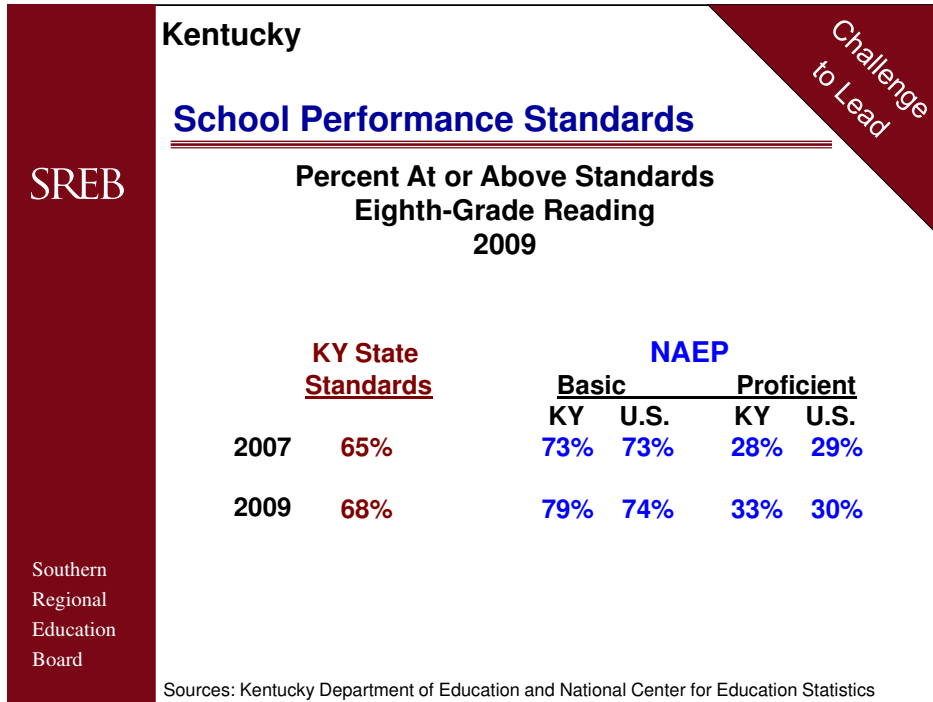 Kentucky
Challenge
to Lead
School Performance Standards
SREB
Percent At or Above Standards
Eighth-Grade Reading
2009
KY State NAEP
Standards Basic Proficient
KY U.S. KY U.S.
2007 65% 73% 73% 28% 29%
2009 68% 79% 74% 33% 30%
Southern
Regional
Education
Board
Sources: Kentucky Department of Education and National Center for Education Statistics